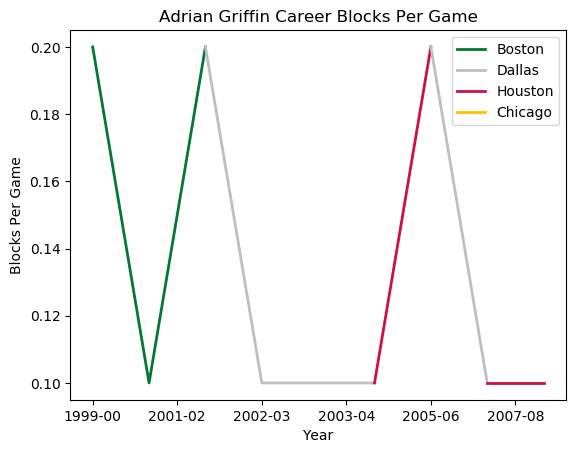 Adrian Griffin Career Blocks Per Game
Boston
Dallas
Houston
Chicago
0.20
0.18
0.16
0.14
0.12
0.10
Blocks Per Game
1999-00 2001-02 2002-03 2003-04 2005-06 2007-08
Year